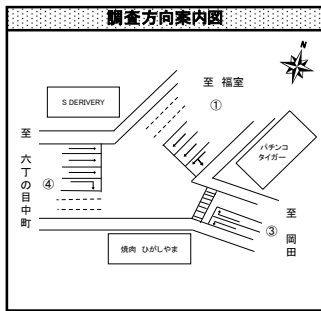 調査方向案内図
N
至 福室
①
S DERIVERY
パチンコ
タイガー
至 六丁の目中町
④
至 岡田
③
焼肉 ひがしやま